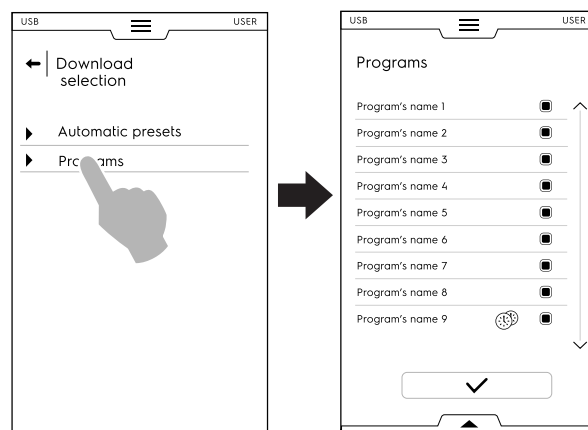 USB
USER
Download
selection
Automatic presets
Programs
USB
USER
Programs
Program's name 1
Program's name 2
Program's name 3
Program's name 4
Program's name 5
Program's name 6
Program's name 7
Program's name 8
Program's name 9